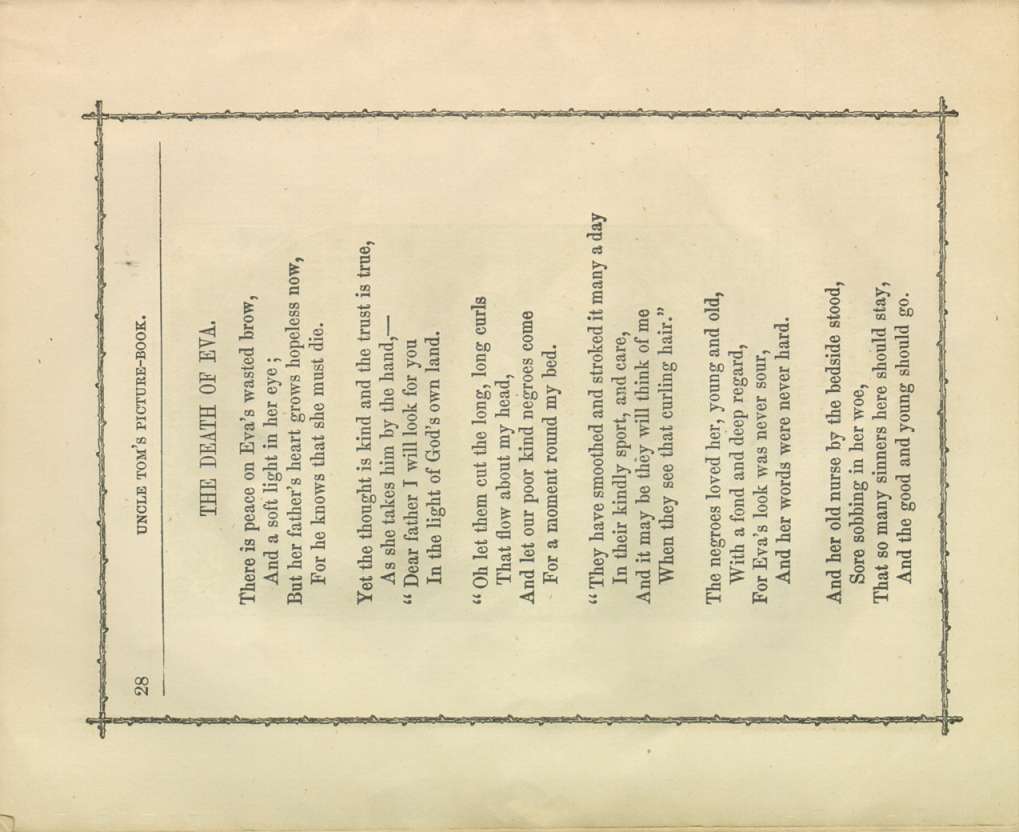 28
UNCLE TOM'S PICTURE-BOOK.
THE DEATH OF EVA.
There is peace on Eva's wasted brow,
And a soft light in her eye;
But her father's heart grows hopeless now,
For he knows that she must die.
Yet the thought is kind and the trust is true,
As she takes him by the hand,—
"Dear father I will look for you
In the light of God's own land.
"Oh let them cut the long, long curls
That flow about my head,
And let our poor kind negroes come
For a moment round my bed.
"They have smoothed and stroked it many a day
In their kindly sport, and care,
And it may be they will think of me
When they see that curling hair."
The negroes loved her, young and old,
With a fond and deep regard,
For Eva's look was never sour,
And her words were never hard.
And her old nurse by the bedside stood,
Sore sobbing in her woe,
That so many sinners here should stay,
And the good and young should go.